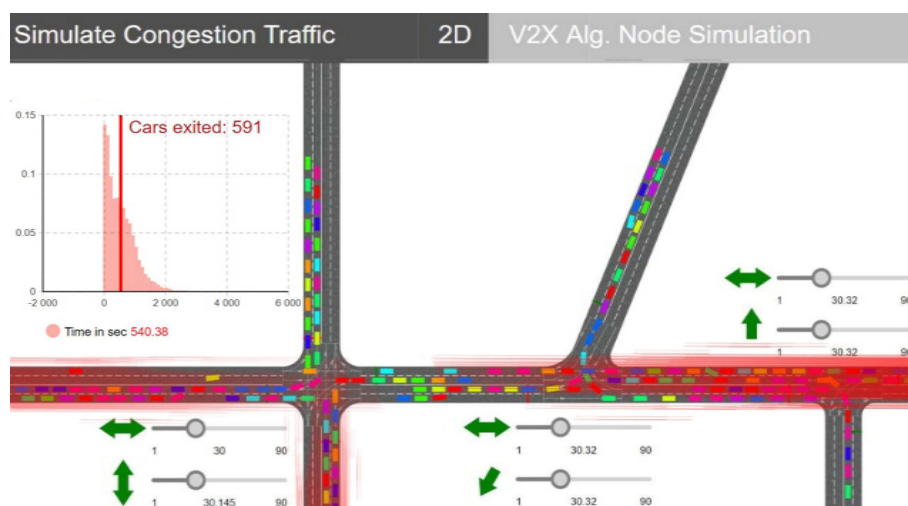 Simulate Congestion Traffic 2D V2X Alg. Node Simulation
0.15
Cars exited: 591
0.1
0.05
0
-2 000 0 2 000 4 000 6 000
Time in sec 540.38
1 30.32 90
1 30.32 90
1 30 90
1 30.145 90
1 30.32 90
1 30.32 90